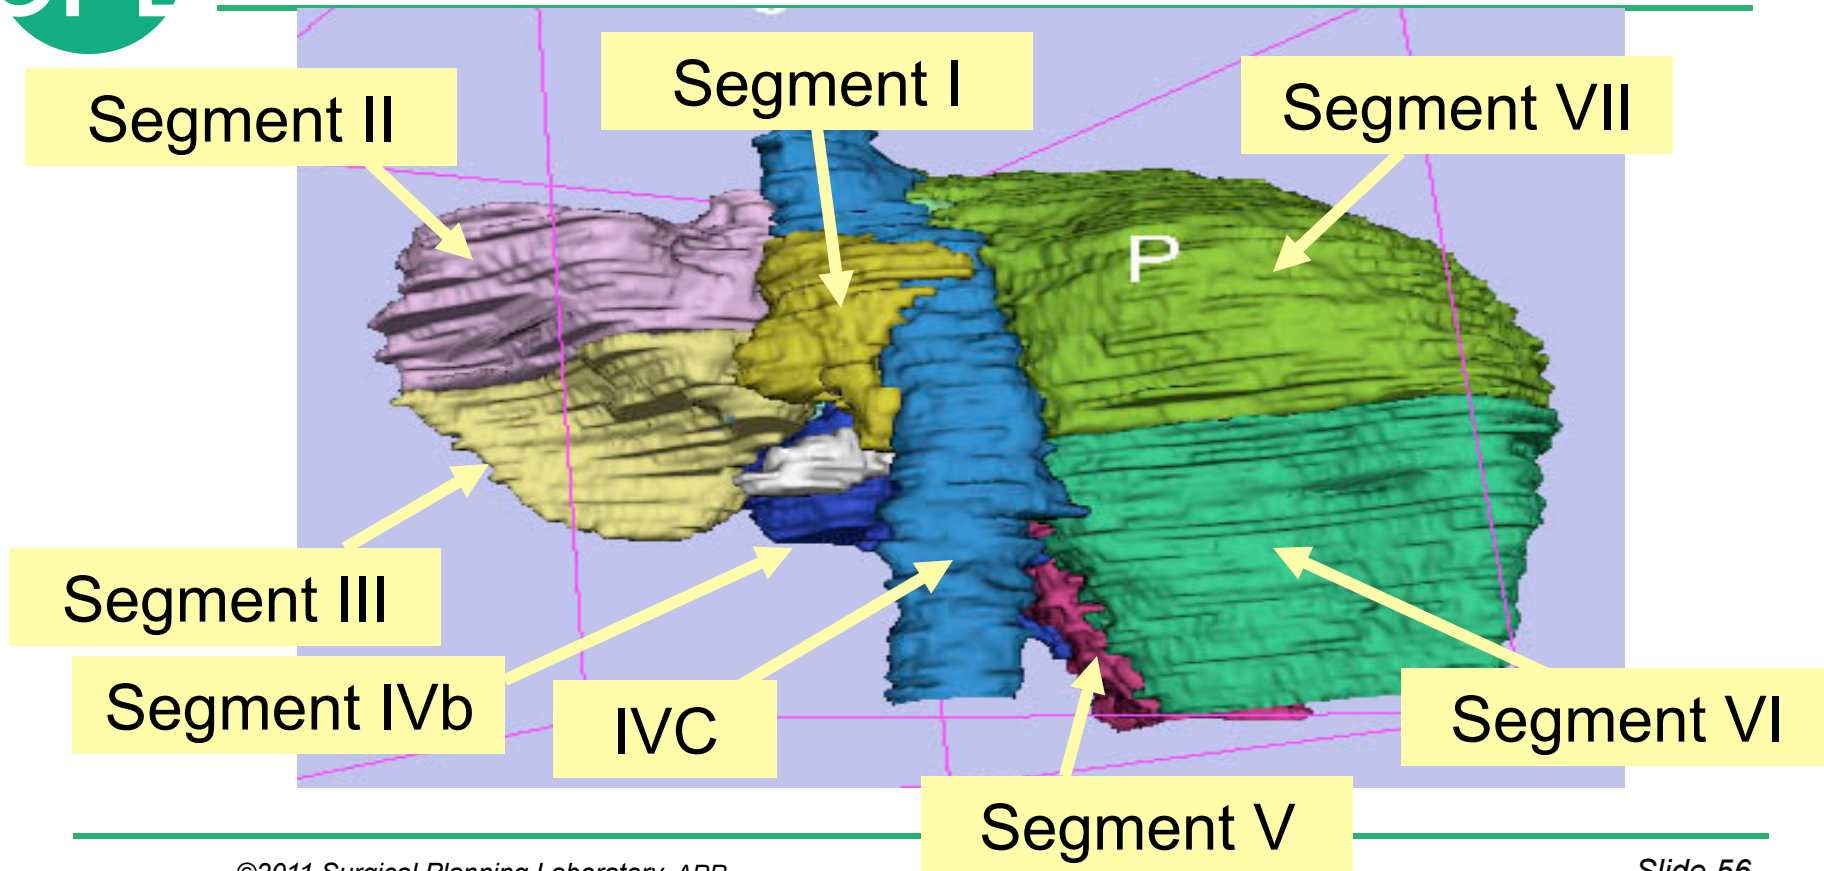 SPL
Segment I
Segment VII
Segment II
P
Segment III
Segment IVb
IVC
Segment VI
Segment V
©2011 Surgical Planning Laboratory, ARR
Slide 56